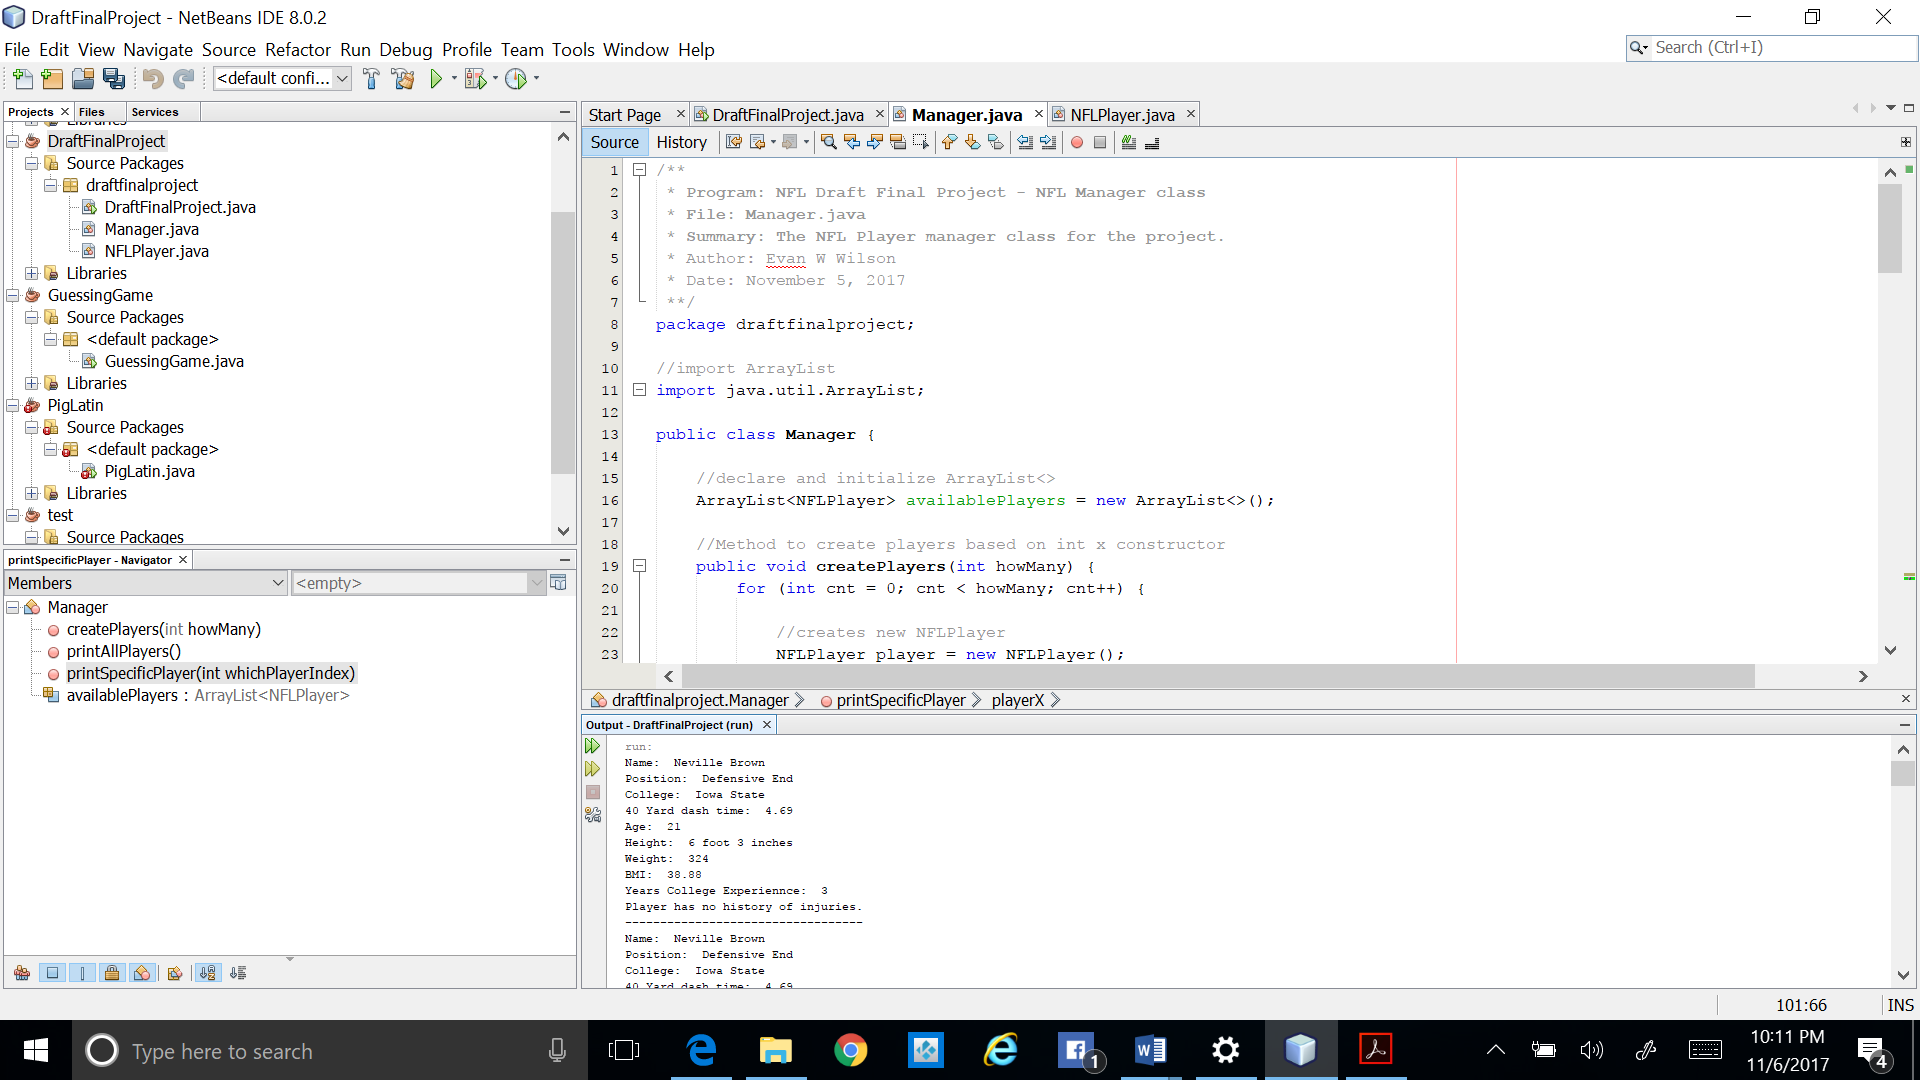 DraftFinalProject - NetBeans IDE 8.0.2
File Edit View Navigate Source Refactor Run Debug Profile Team Tools Window Help
Search (Ctrl+I)
<default confi...
Projects Files Services
Libraries
DraftFinalProject
Source Packages
draftfinalproject
DraftFinalProject.java
Manager.java
NFLPlayer.java
Libraries
GuessingGame
Source Packages
<default package>
GuessingGame.java
Libraries
PigLatin
Source Packages
<default package>
PigLatin.java
Libraries
test
Source Packages
printSpecificPlayer - Navigator
Members
<empty>
Manager
createPlayers(int howMany)
printAllPlayers()
printSpecificPlayer(int whichPlayerIndex)
availablePlayers : ArrayList<NFLPlayer>
Start Page DraftFinalProject.java Manager.java NFLPlayer.java
Source History
1 /**
2 * Program: NFL Draft Final Project - NFL Manager class
3 * File: Manager.java
4 * Summary: The NFL Player manager class for the project.
5 * Author: Evan W Wilson
6 * Date: November 5, 2017
7 **/
8 package draftfinalproject;
9
10 //import ArrayList
11 import java.util.ArrayList;
12
13 public class Manager {
14
15 //declare and initialize ArrayList<>
16 ArrayList<NFLPlayer> availablePlayers = new ArrayList<>();
17
18 //Method to create players based on int x constructor
19 public void createPlayers(int howMany) {
20 for (int cnt = 0; cnt < howMany; cnt++) {
21
22 //creates new NFLPlayer
23 NFLPlayer player = new NFLPlayer();
draftfinalproject.Manager printSpecificPlayer playerX
Output - DraftFinalProject (run)
run:
Name:  Neville Brown
Position:  Defensive End
College:  Iowa State
40 Yard dash time:  4.69
Age:  21
Height:  6 foot 3 inches
Weight:  324
BMI:  38.88
Years College Experiennce:  3
Player has no history of injuries.
----------------------------------
Name:  Neville Brown
Position:  Defensive End
College:  Iowa State
40 Yard dash time:  4.69
101:66 INS
Type here to search
1
10:11 PM
11/6/2017
4